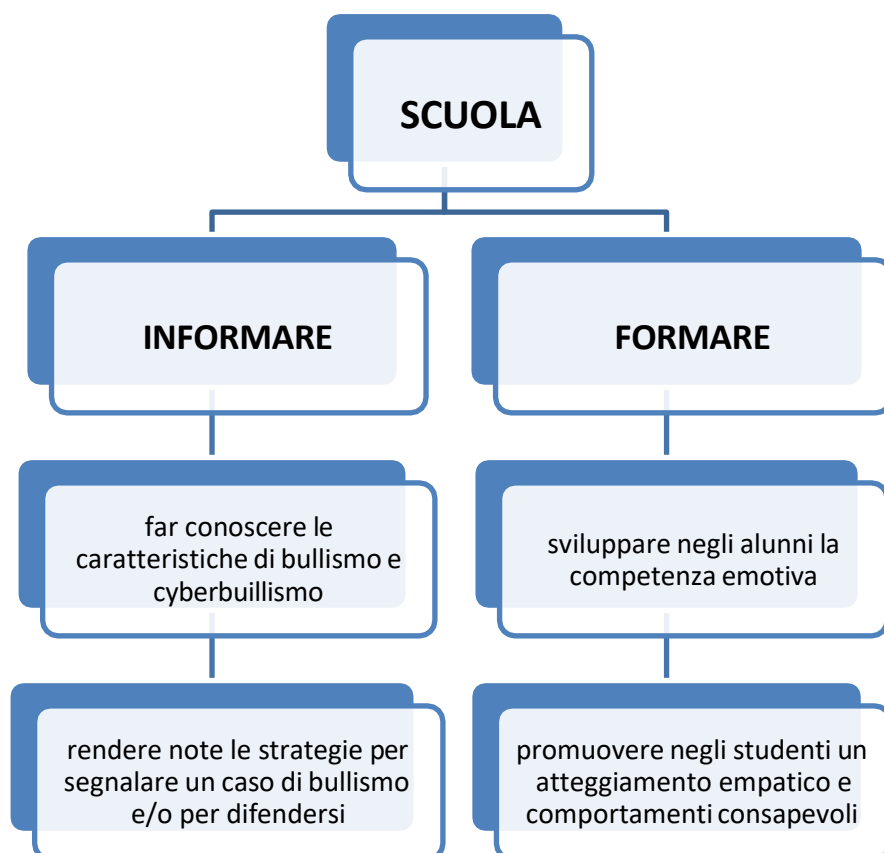 SCUOLA
INFORMARE
FORMARE
far conoscere le
caratteristiche di bullismo e
cyberbuillismo
sviluppare negli alunni la
competenza emotiva
rendere note le strategie per
segnalare un caso di bullismo
e/o per difendersi
promuovere negli studenti un
atteggiamento empatico e
comportamenti consapevoli